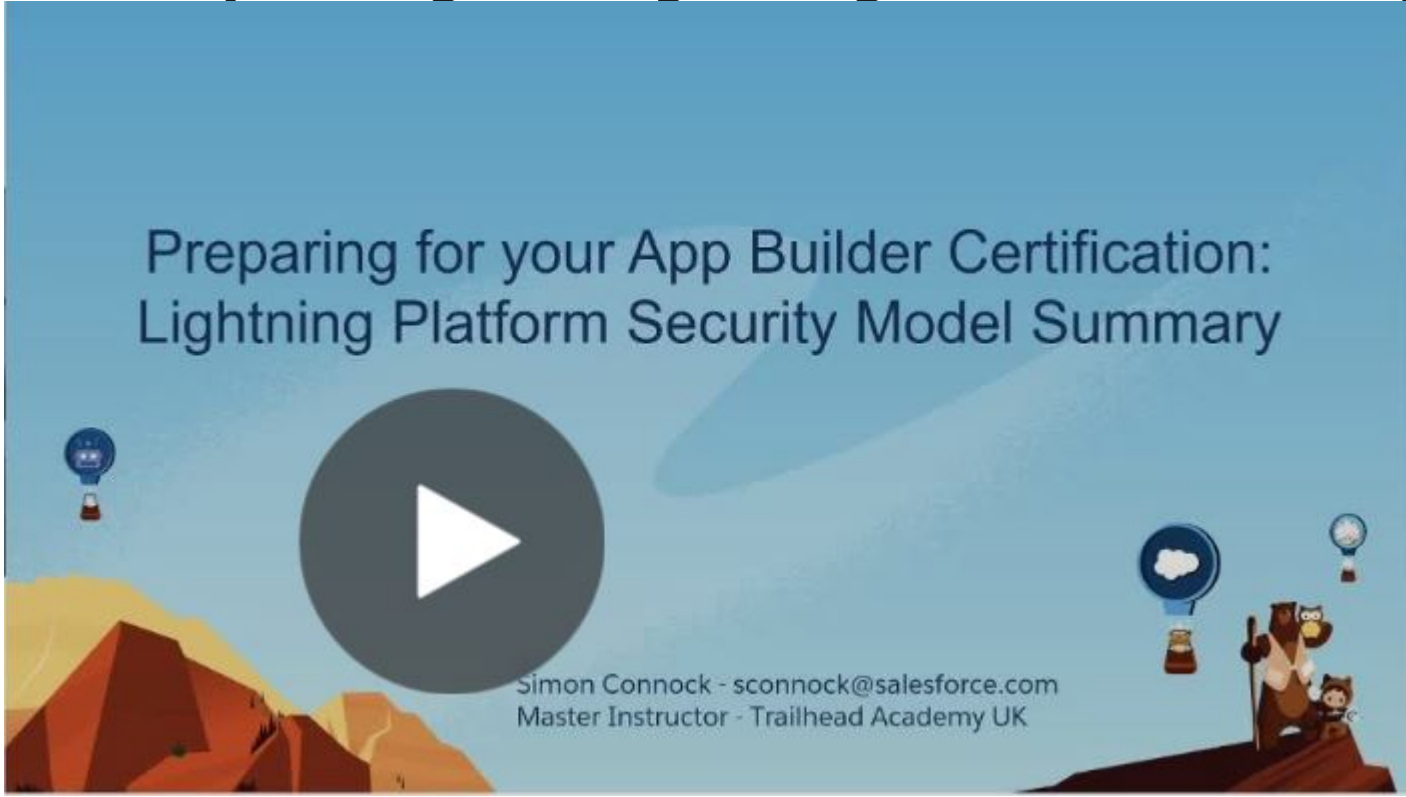 Preparing for your App Builder Certification:
Lightning Platform Security Model Summary
Simon Connock - sconnock@salesforce.com
Master Instructor - Trailhead Academy UK